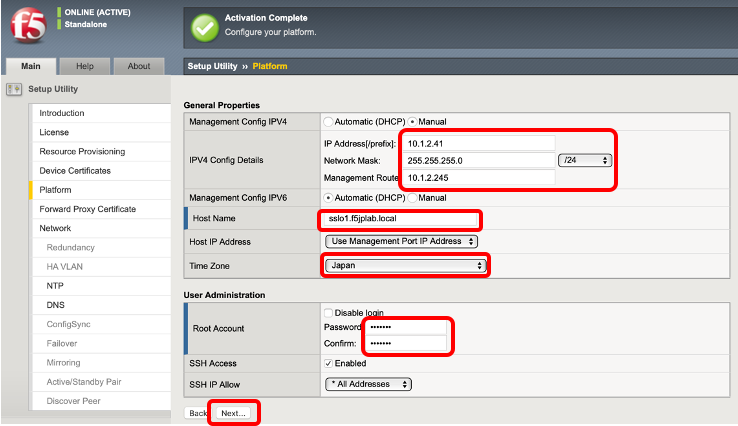 f5
ONLINE (ACTIVE)
Standalone
Activation Complete
Configure your platform.
Main
Help
About
Setup Utility ›› Platform
Setup Utility
Introduction
License
Resource Provisioning
Device Certificates
Platform
Forward Proxy Certificate
Network
Redundancy
HA VLAN
NTP
DNS
ConfigSync
Failover
Mirroring
Active/Standby Pair
Discover Peer
General Properties
Management Config IPV4
Automatic (DHCP) Manual
IPV4 Config Details
IP Address[/prefix]: 10.1.2.41
Network Mask: 255.255.255.0 /24
Management Route 10.1.2.245
Management Config IPV6
Automatic (DHCP) Manual
Host Name
sslo1.f5jplab.local
Host IP Address
Use Management Port IP Address
Time Zone
Japan
User Administration
Root Account
Disable login
Password •••••••
Confirm: •••••••
SSH Access
Enabled
SSH IP Allow
* All Addresses
Back Next...